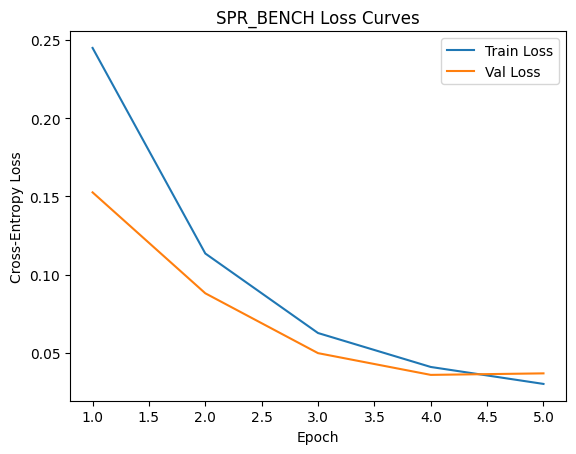 SPR_BENCH Loss Curves
Train Loss
Val Loss
Cross-Entropy Loss
0.25
0.20
0.15
0.10
0.05
1.0 1.5 2.0 2.5 3.0 3.5 4.0 4.5 5.0
Epoch